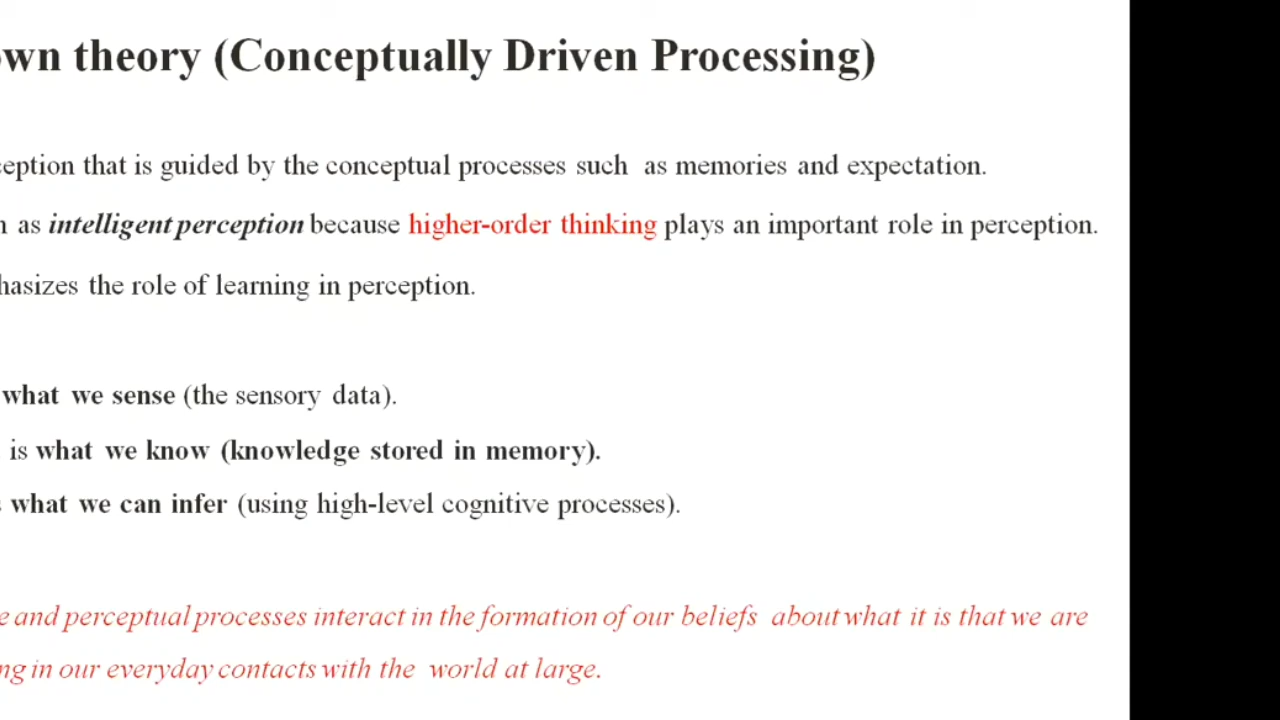 own theory (Conceptually Driven Processing)
eption that is guided by the conceptual processes such as memories and expectation.
as intelligent perception because higher-order thinking plays an important role in perception.
hasizes the role of learning in perception.
what we sense (the sensory data).
is what we know (knowledge stored in memory).
what we can infer (using high-level cognitive processes).
e and perceptual processes interact in the formation of our beliefs about what it is that we are
ng in our everyday contacts with the world at large.